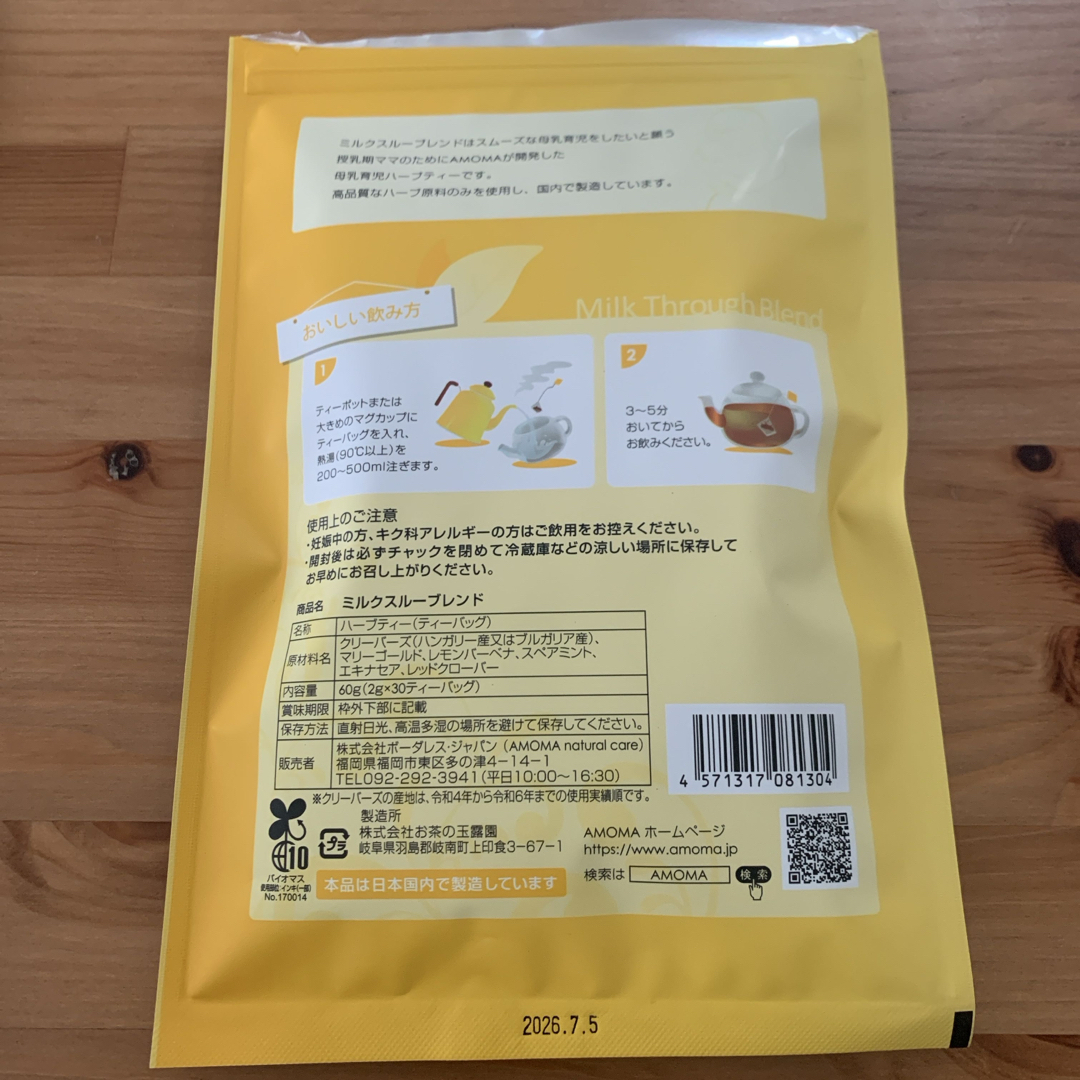 ミルクスルーブレンドはスムーズな母乳育児をしたいと願う
授乳期ママのためにAMOMAが開発した
母乳育児ハーブティーです。
高品質なハーブ原料のみを使用し、国内で製造しています。
Milk Through Blend
おいしい飲み方
1
ティーポットまたは
大きめのマグカップに
ティーバッグを入れ、
熱湯(90℃以上)を
200〜500ml注ぎます。
2
3〜5分
おいてから
お飲みください。
使用上のご注意
・妊娠中の方、キク科アレルギーの方はご飲用をお控えください。
・開封後は必ずチャックを閉めて冷蔵庫などの涼しい場所に保存して
お早めにお召し上がりください。
商品名 ミルクスルーブレンド
名称 ハーブティー(ティーバッグ)
原材料名 クリーバーズ(ハンガリー産又はブルガリア産)、
マリーゴールド、レモンバーベナ、スペアミント、
エキナセア、レッドクローバー
内容量 60g(2g×30ティーバッグ)
賞味期限 枠外下部に記載
保存方法 直射日光、高温多湿の場所を避けて保存してください。
販売者 株式会社ボーダレス・ジャパン (AMOMA natural care)
福岡県福岡市東区多の津4-14-1
TEL092-292-3941(平日10:00〜16:30)
※クリーバーズの産地は、令和4年から令和6年までの使用実績順です。
4 571317 081304
10
バイオマス
使用部位:インキ(一部)
No.170014
プラ
製造所
株式会社お茶の玉露園
岐阜県羽島郡岐南町上印食3-67-1
本品は日本国内で製造しています
AMOMA ホームページ
https://www.amoma.jp
検索は AMOMA 検索
2026.7.5